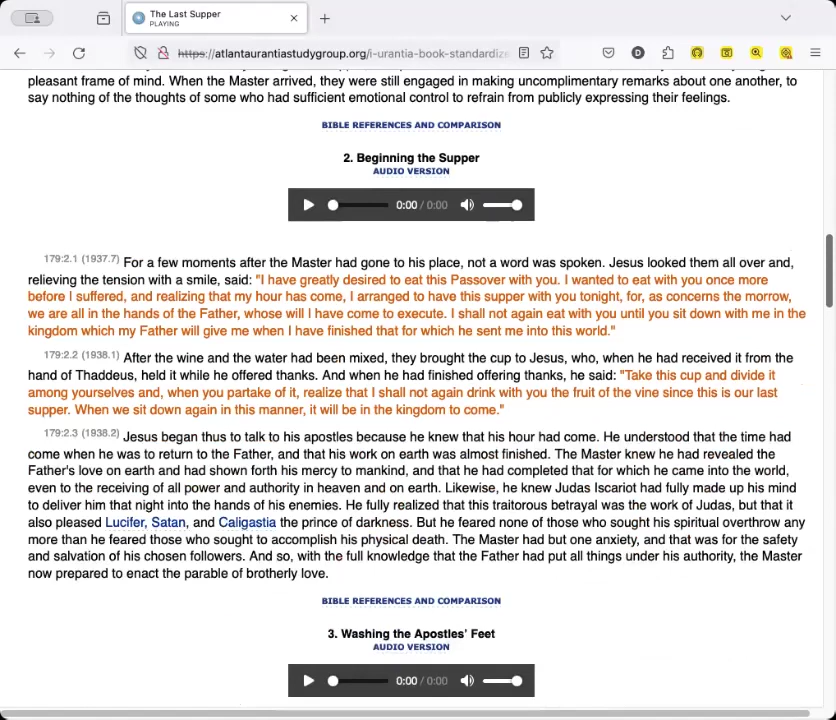 The Last Supper
PLAYING
https://atlantaurantiastudygroup.org/i-urantia-book-standardize
pleasant frame of mind. When the Master arrived, they were still engaged in making uncomplimentary remarks about one another, to
say nothing of the thoughts of some who had sufficient emotional control to refrain from publicly expressing their feelings.
BIBLE REFERENCES AND COMPARISON
2. Beginning the Supper
AUDIO VERSION
0:00 / 0:00
179:2.1 (1937.7) For a few moments after the Master had gone to his place, not a word was spoken. Jesus looked them all over and,
relieving the tension with a smile, said: "I have greatly desired to eat this Passover with you. I wanted to eat with you once more
before I suffered, and realizing that my hour has come, I arranged to have this supper with you tonight, for, as concerns the morrow,
we are all in the hands of the Father, whose will I have come to execute. I shall not again eat with you until you sit down with me in the
kingdom which my Father will give me when I have finished that for which he sent me into this world."
179:2.2 (1938.1) After the wine and the water had been mixed, they brought the cup to Jesus, who, when he had received it from the
hand of Thaddeus, held it while he offered thanks. And when he had finished offering thanks, he said: "Take this cup and divide it
among yourselves and, when you partake of it, realize that I shall not again drink with you the fruit of the vine since this is our last
supper. When we sit down again in this manner, it will be in the kingdom to come."
179:2.3 (1938.2) Jesus began thus to talk to his apostles because he knew that his hour had come. He understood that the time had
come when he was to return to the Father, and that his work on earth was almost finished. The Master knew he had revealed the
Father's love on earth and had shown forth his mercy to mankind, and that he had completed that for which he came into the world,
even to the receiving of all power and authority in heaven and on earth. Likewise, he knew Judas Iscariot had fully made up his mind
to deliver him that night into the hands of his enemies. He fully realized that this traitorous betrayal was the work of Judas, but that it
also pleased Lucifer, Satan, and Caligastia the prince of darkness. But he feared none of those who sought his spiritual overthrow any
more than he feared those who sought to accomplish his physical death. The Master had but one anxiety, and that was for the safety
and salvation of his chosen followers. And so, with the full knowledge that the Father had put all things under his authority, the Master
now prepared to enact the parable of brotherly love.
BIBLE REFERENCES AND COMPARISON
3. Washing the Apostles' Feet
AUDIO VERSION
0:00 / 0:00